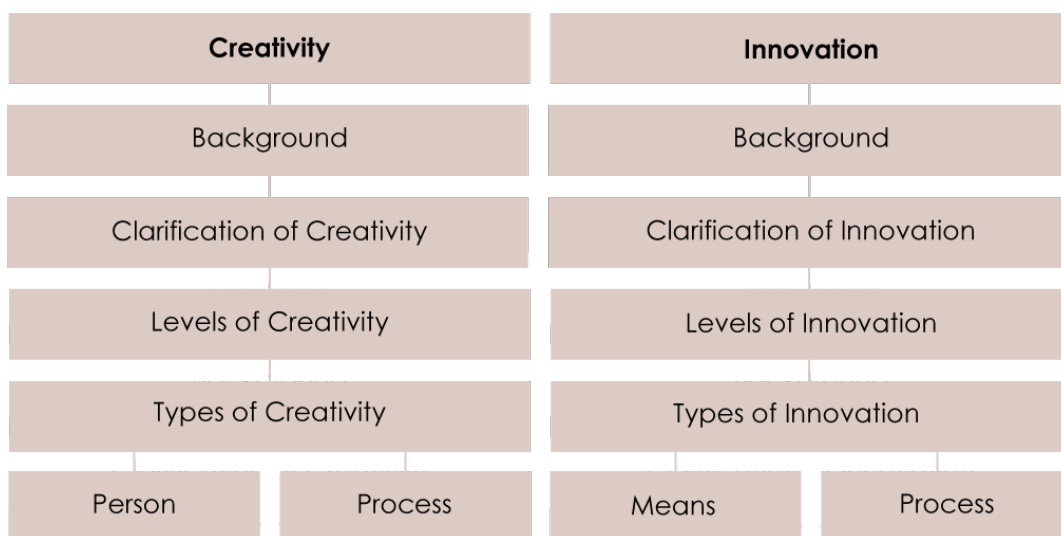 Creativity
Background
Clarification of Creativity
Levels of Creativity
Types of Creativity
Person
Process
Innovation
Background
Clarification of Innovation
Levels of Innovation
Types of Innovation
Means
Process